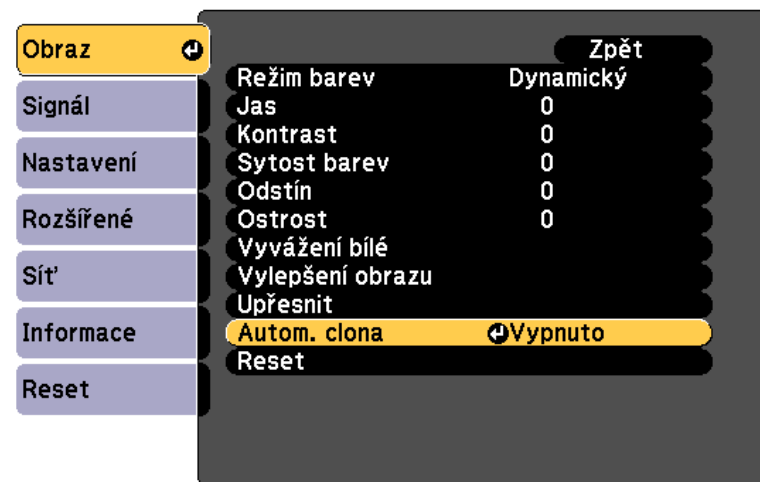 Obraz
Signál
Nastavení
Rozšířené
Síť
Informace
Reset
Zpět
Režim barev Dynamický
Jas 0
Kontrast 0
Sytost barev 0
Odstín 0
Ostrost 0
Vyvážení bílé
Vylepšení obrazu
Upřesnit
Autom. clona Vypnuto
Reset